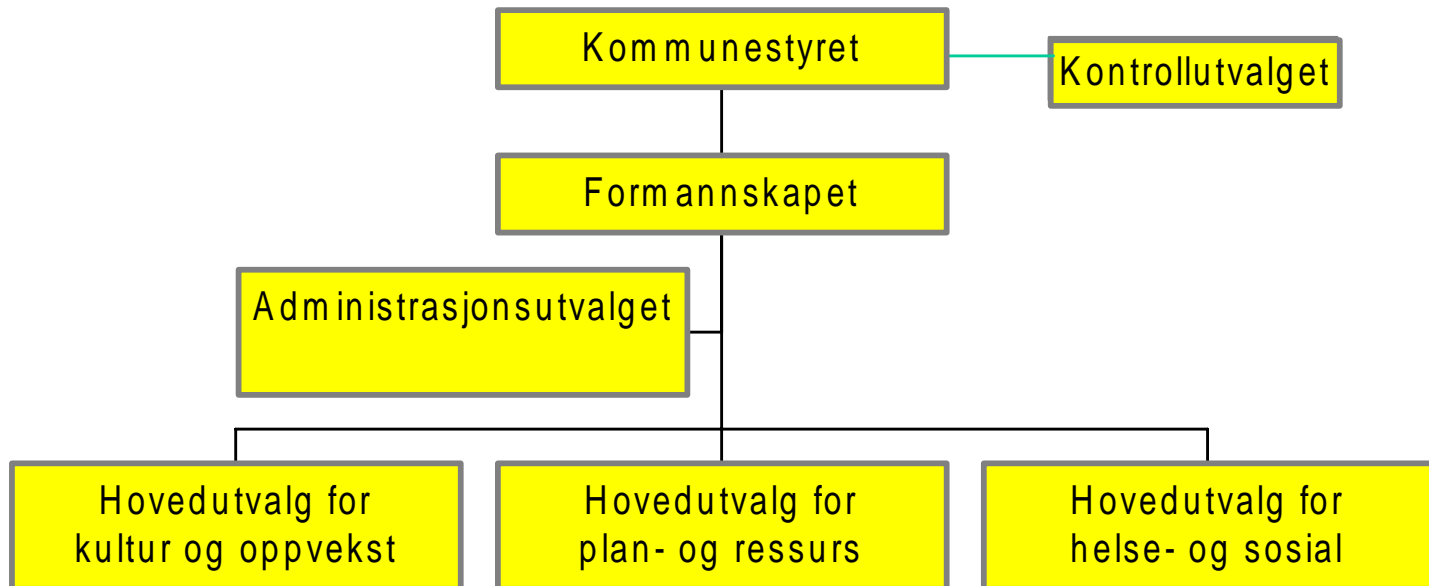 Kommunestyret
Kontrollutvalget
Formannskapet
Administrasjonsutvalget
Hovedutvalg for
kultur og oppvekst
Hovedutvalg for
plan- og ressurs
Hovedutvalg for
helse- og sosial